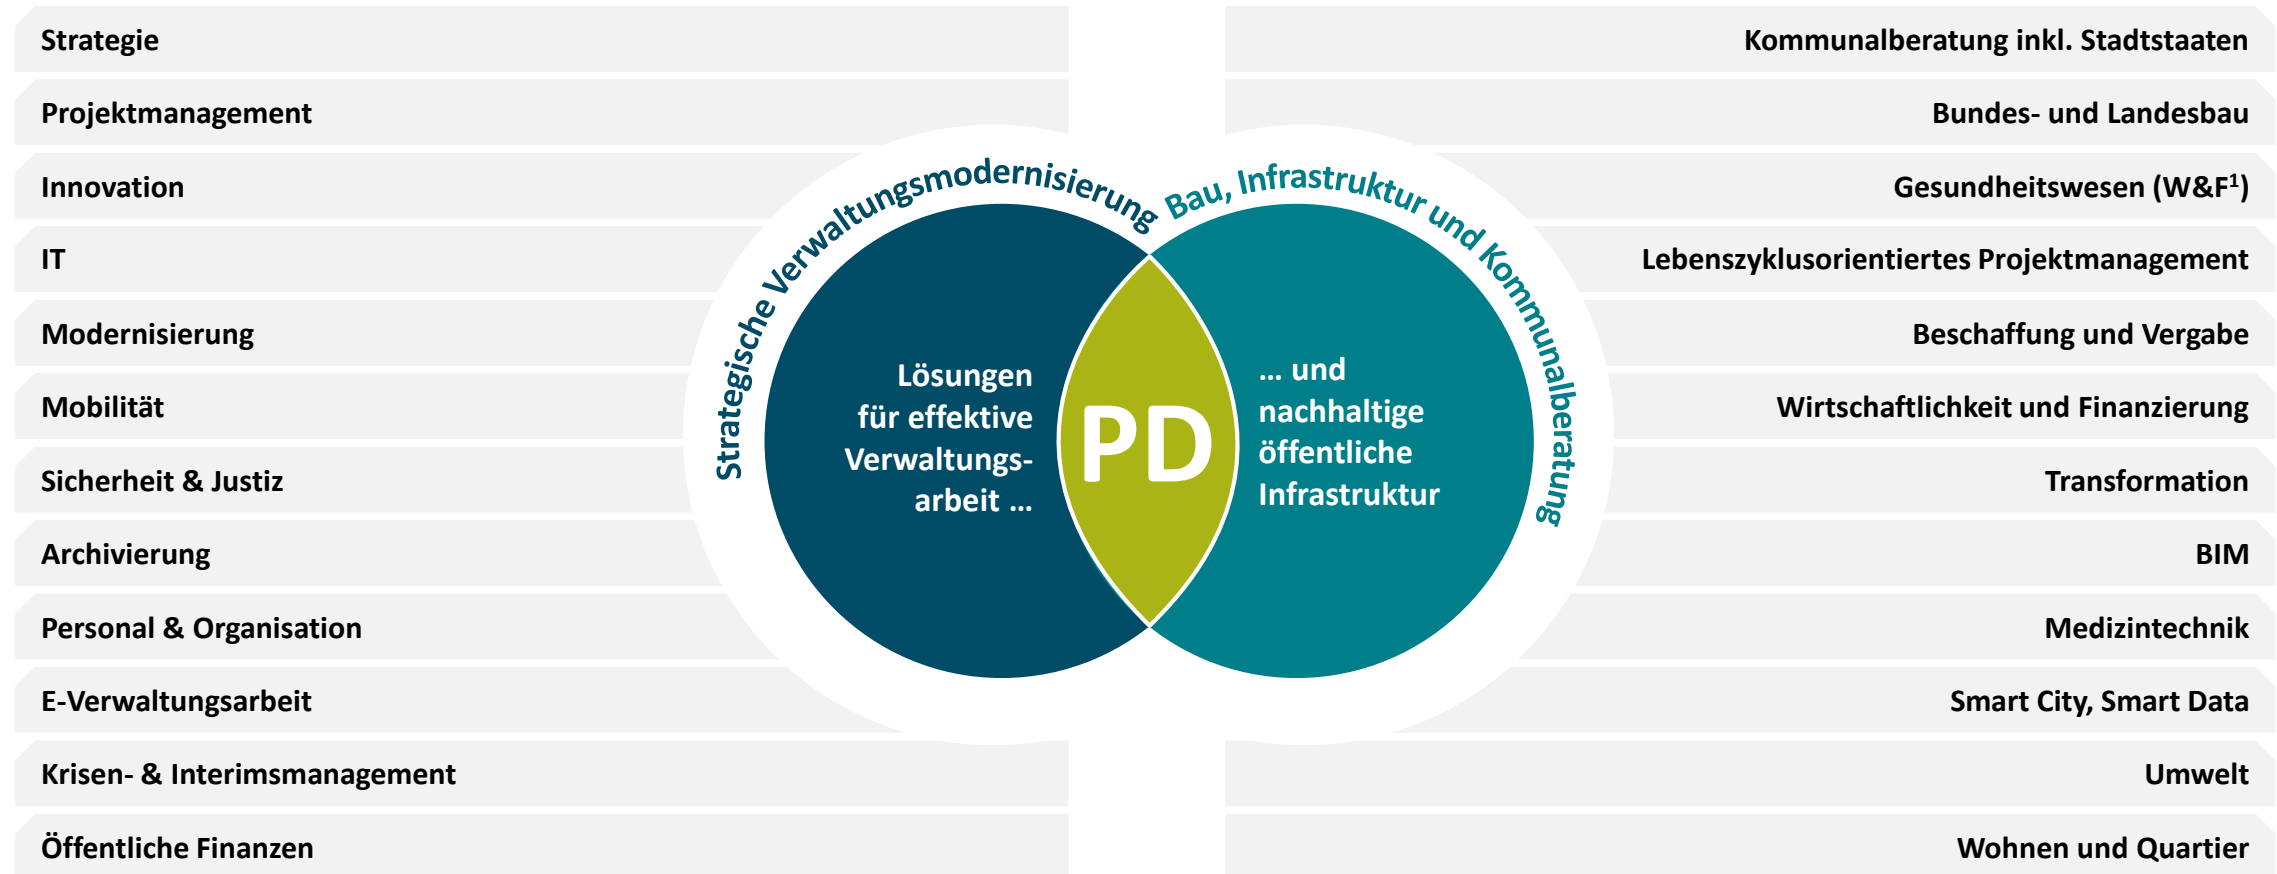 Strategie
Projektmanagement
Innovation
IT
Modernisierung
Mobilität
Sicherheit & Justiz
Archivierung
Personal & Organisation
E-Verwaltungsarbeit
Krisen- & Interimsmanagement
Öffentliche Finanzen
Strategische Verwaltungsmodernisierung
Lösungen
für effektive
Verwaltungs-
arbeit ...
PD
Bau, Infrastruktur und Kommunalberatung
... und
nachhaltige
öffentliche
Infrastruktur
Kommunalberatung inkl. Stadtstaaten
Bundes- und Landesbau
Gesundheitswesen (W&F¹)
Lebenszyklusorientiertes Projektmanagement
Beschaffung und Vergabe
Wirtschaftlichkeit und Finanzierung
Transformation
BIM
Medizintechnik
Smart City, Smart Data
Umwelt
Wohnen und Quartier